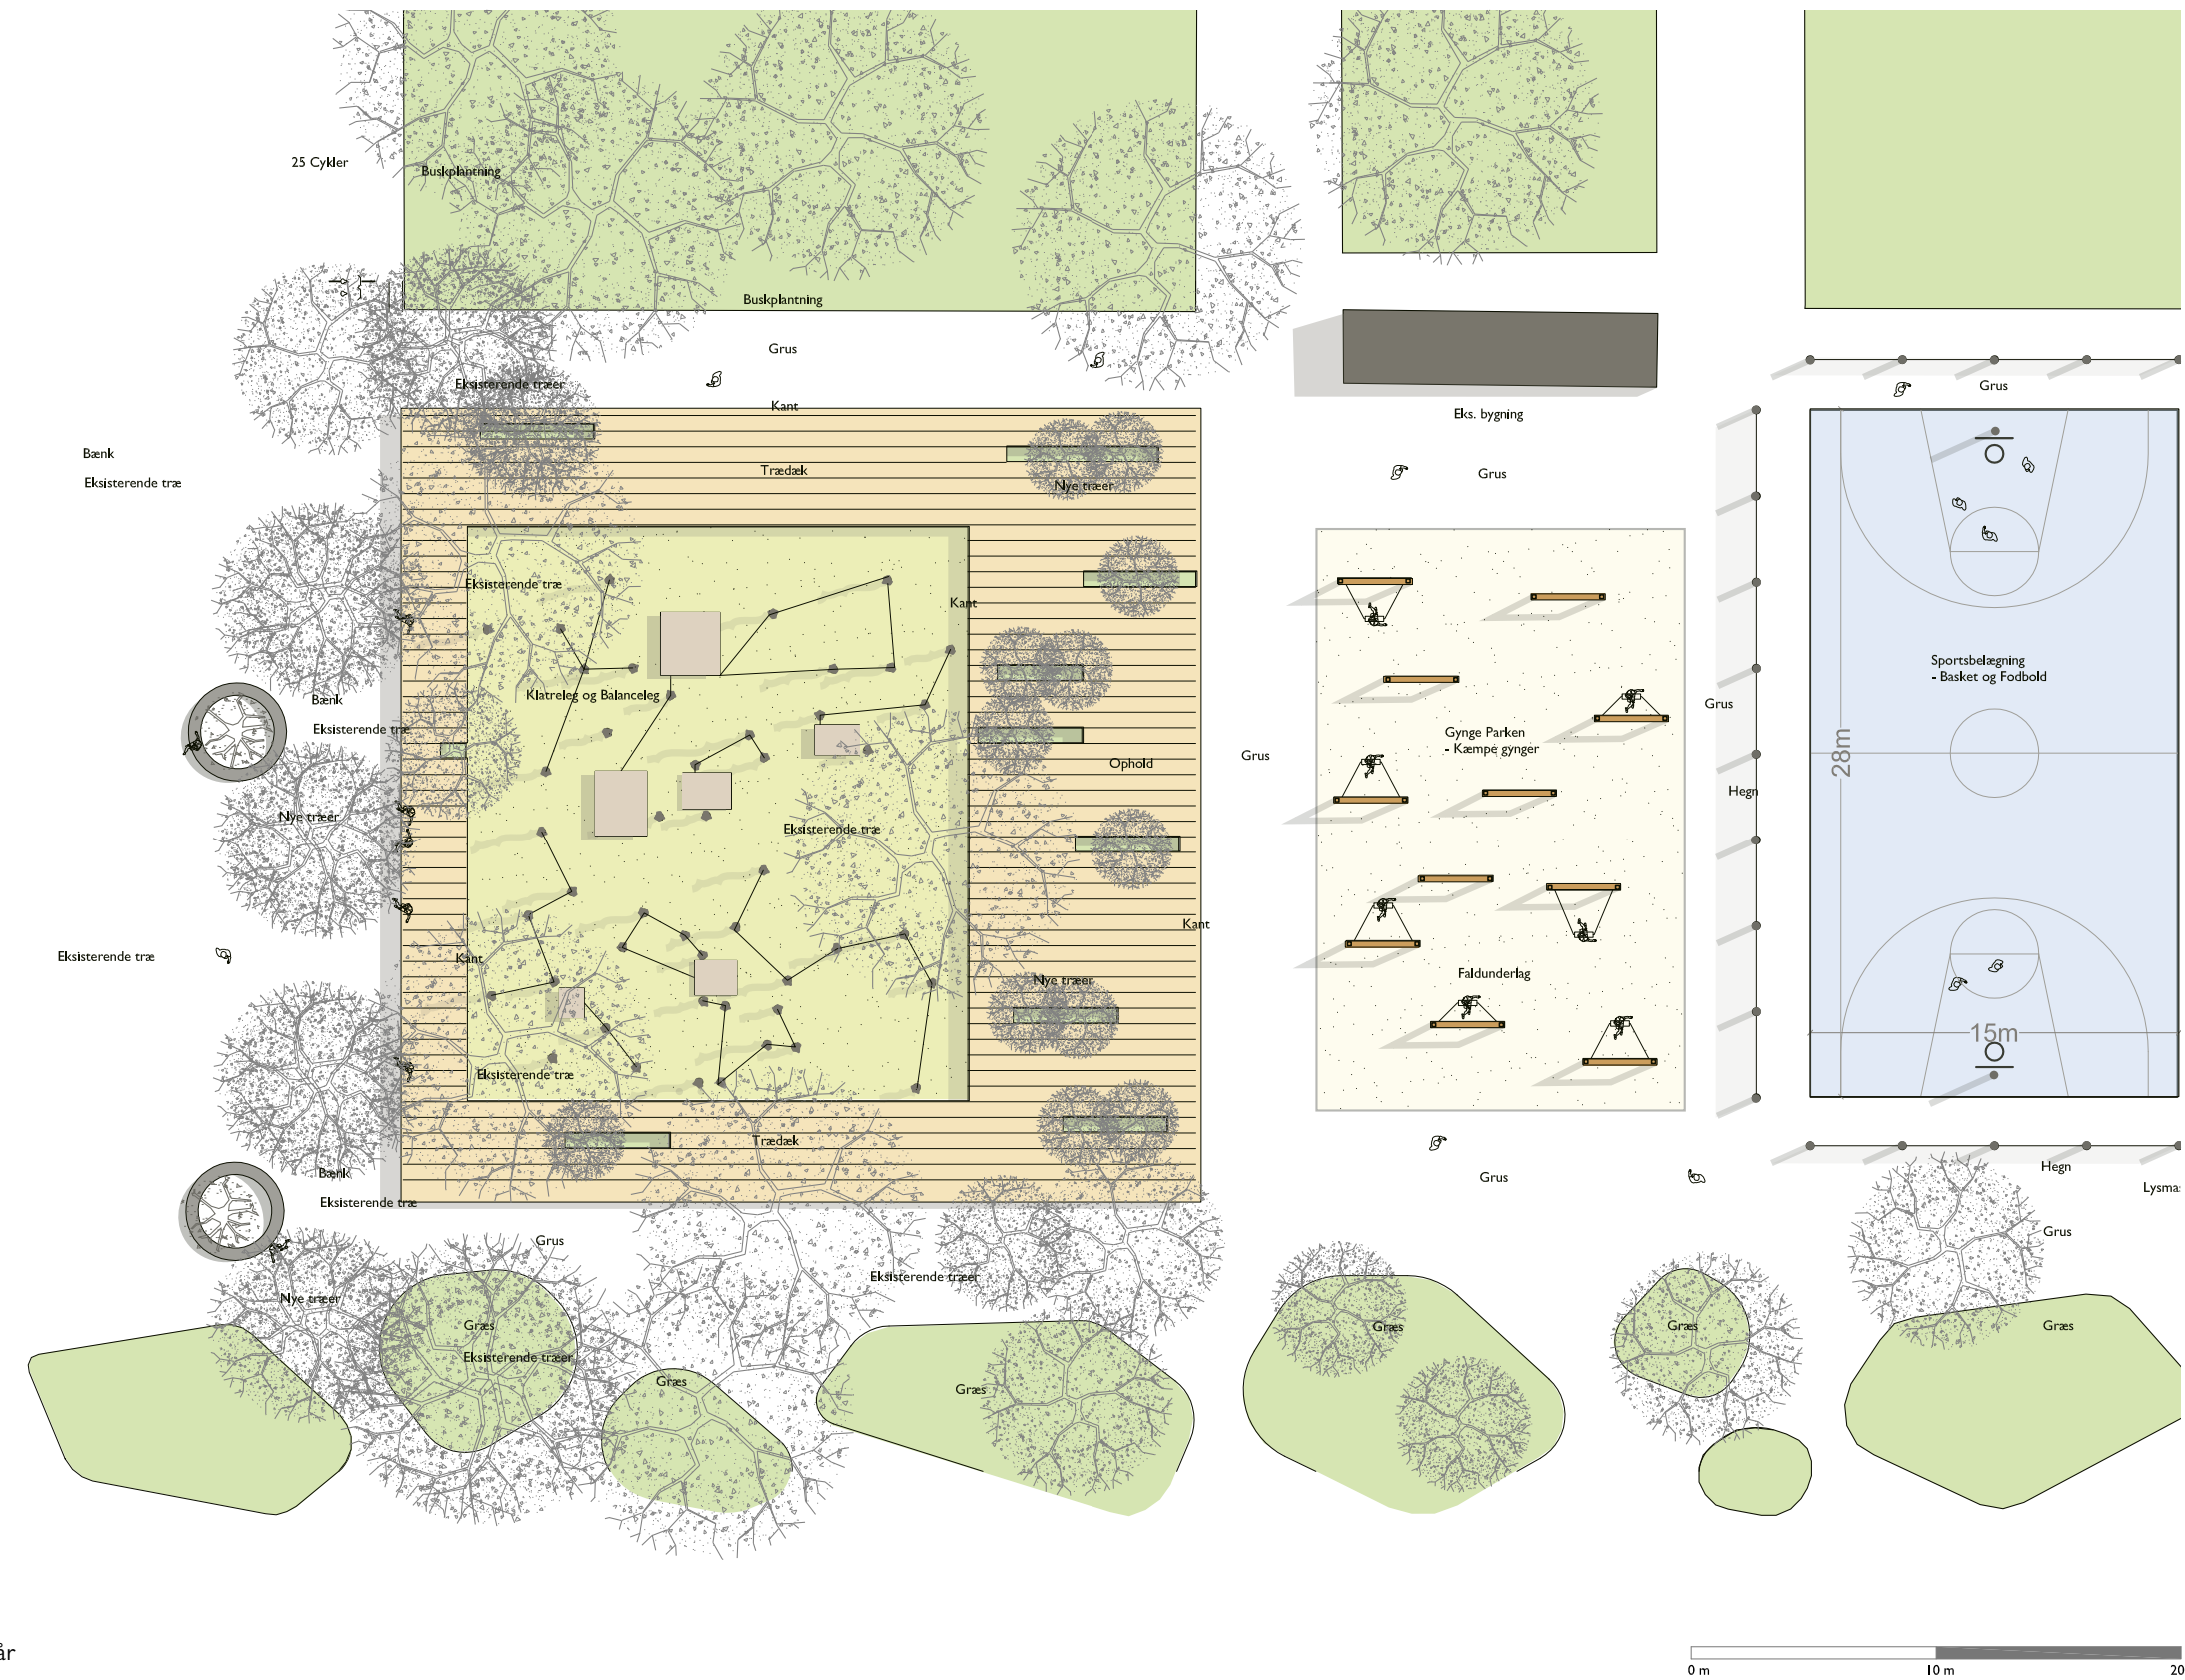 25 Cykler
Buskplantning
Buskplantning
Grus
Eksisterende træer
Grus
Kant
Eks. bygning
Bænk
Trædæk
Grus
Eksisterende træ
Nye træer
Eksisterende træ
Kant
Sportsbelægning
- Basket og Fodbold
Klatreleg og Balanceleg
Bænk
Grus
Eksisterende træ
Gynge Parken
- Kæmpe gynger
Grus
28m
Ophold
Hegn
Nye træer
Eksisterende træ
Kant
Eksisterende træ
Kant
Faldunderlag
Nye træer
15m
Eksisterende træ
Trædæk
Hegn
Bænk
Grus
Lysma
Eksisterende træ
Grus
Grus
Eksisterende træer
Nye træer
Græs
Græs
Græs
Græs
Eksisterende træer
Græs
Græs
år
0 m
10 m
20